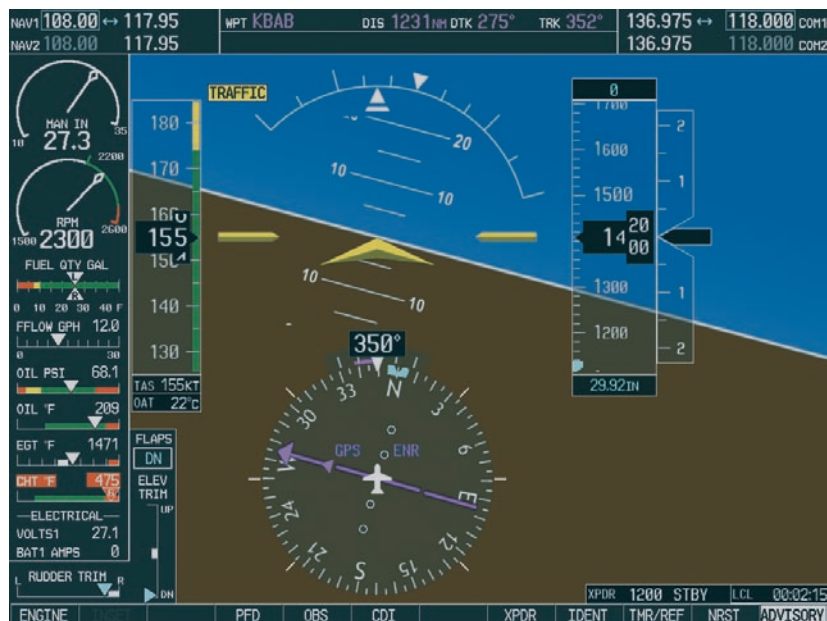 NAV1 108.00 ↔ 117.95
NAV2 108.00 117.95
WPT KBAB DIS 1231NM DTK 275° TRK 352°
136.975 ↔ 118.000 COM1
136.975 118.000 COM2
MAN IN
27.3
10 35
2200
RPM
2300
1500 2600
FUEL QTY GAL
L
R
0 10 20 30 40 F
FFLOW GPH 12.0
0 30
OIL PSI 68.1
OIL °F 209
EGT °F 1471
CHT °F 475
ELECTRICAL
VOLTS1 27.1
BAT1 AMPS 0
RUDDER TRIM
L R
TRAFFIC
180
170
160
155
150
140
130
TAS 155KT
OAT 22°C
FLAPS
DN
ELEV
TRIM
UP
DN
20
10 10
10 10
0
1700
1600
1500
14 20
00
1300
1200
29.92IN
2
1
1
2
350°
N 3 6 E 12 15 S 21 24 W 30 33
GPS ENR
XPDR 1200 STBY LCL 00:02:15
ENGINE INSET PFD OBS CDI XPDR IDENT TMR/REF NRST ADVISORY